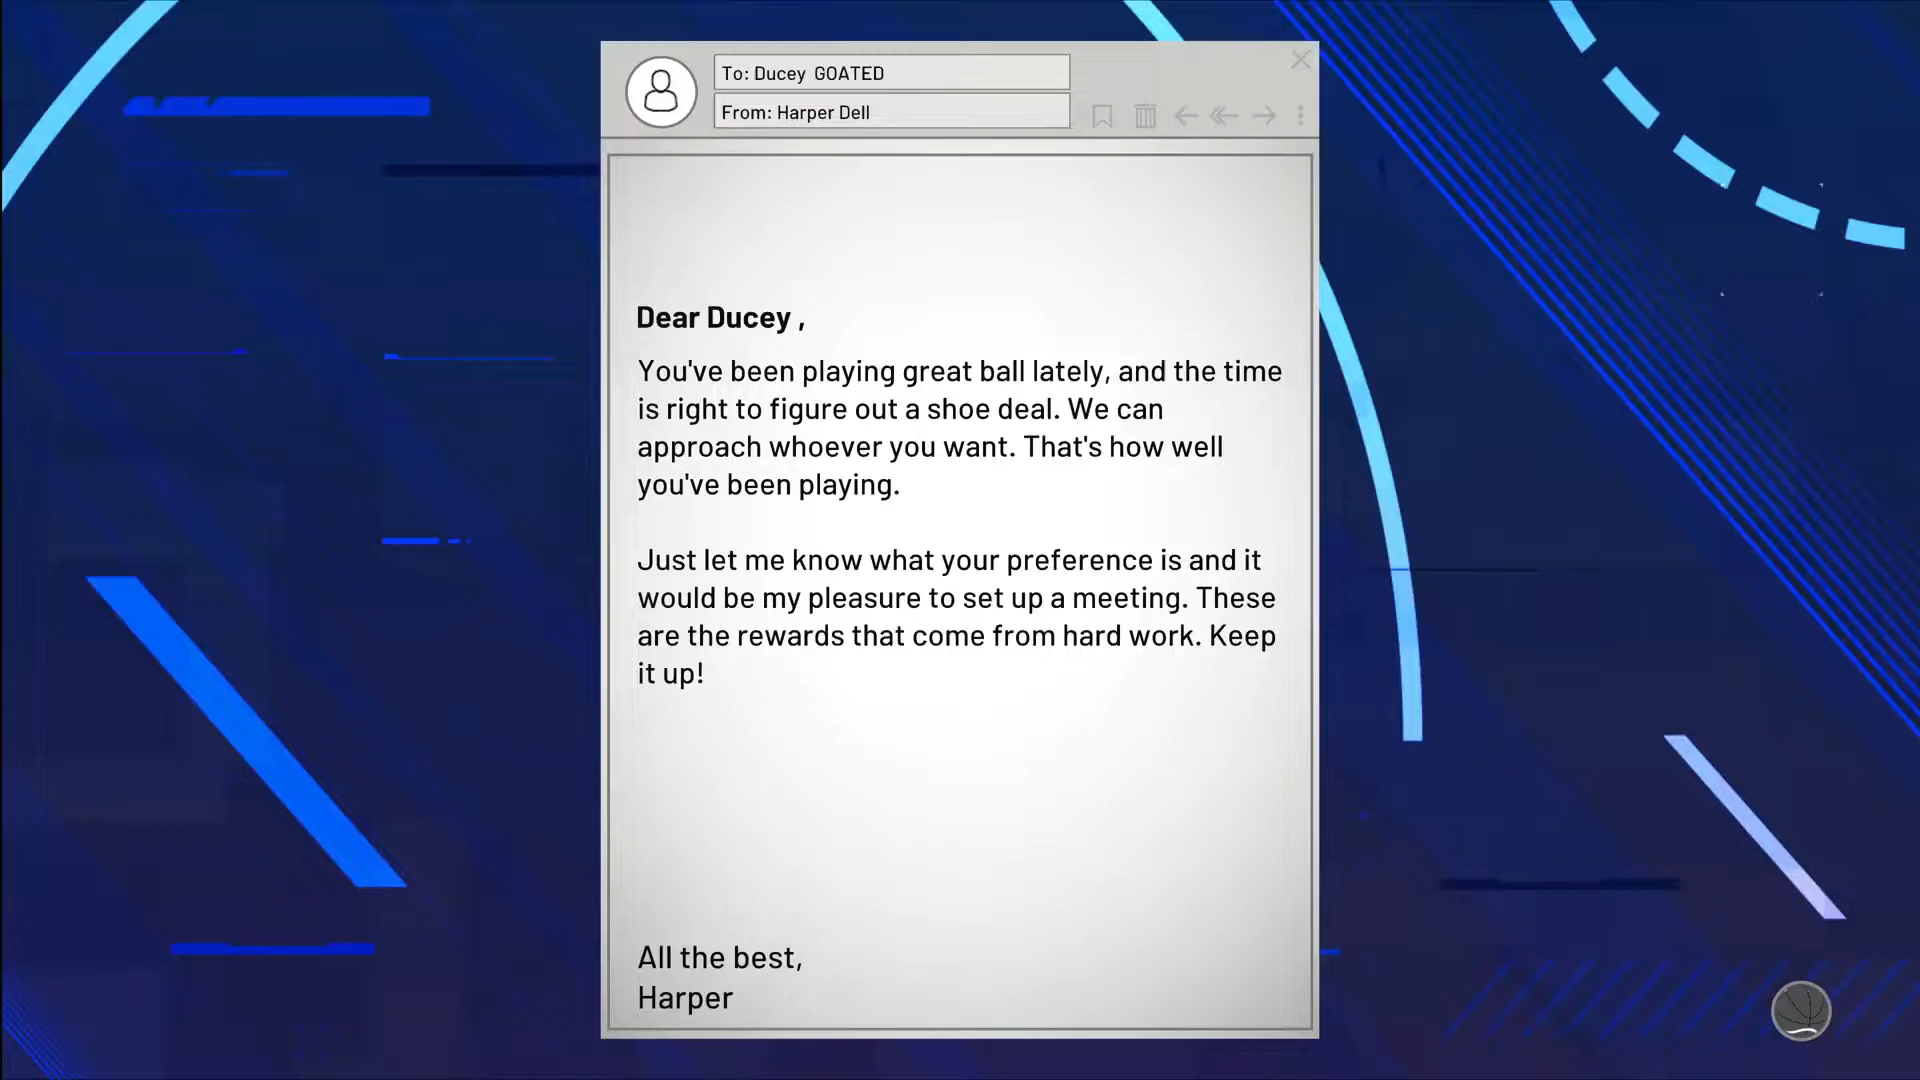 To: Ducey  GOATED
From: Harper Dell
Dear Ducey ,
You've been playing great ball lately, and the time
is right to figure out a shoe deal. We can
approach whoever you want. That's how well
you've been playing.
Just let me know what your preference is and it
would be my pleasure to set up a meeting. These
are the rewards that come from hard work. Keep
it up!
All the best,
Harper